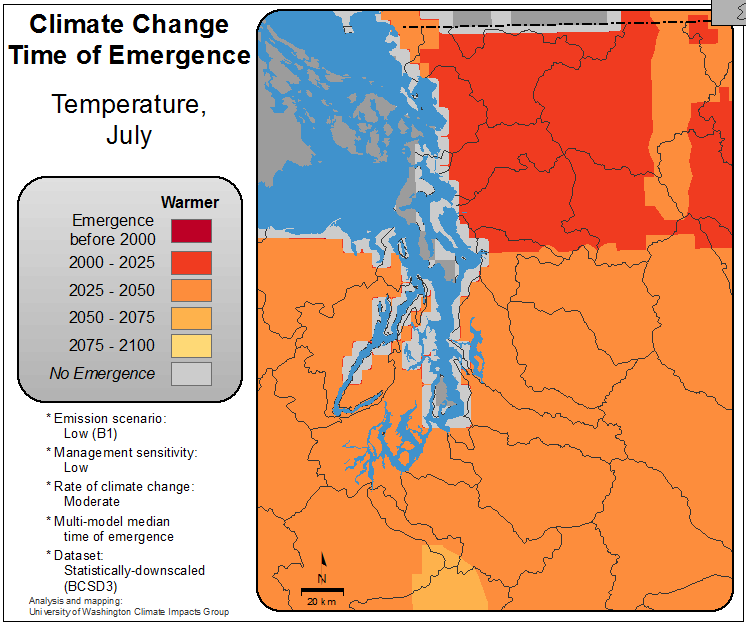 Climate Change
Time of Emergence
Temperature,
July
Warmer
Emergence
before 2000
2000 - 2025
2025 - 2050
2050 - 2075
2075 - 2100
No Emergence
* Emission scenario:
Low (B1)
* Management sensitivity:
Low
* Rate of climate change:
Moderate
* Multi-model median
time of emergence
* Dataset:
Statistically-downscaled
(BCSD3)
Analysis and mapping:
University of Washington Climate Impacts Group
N
20 km